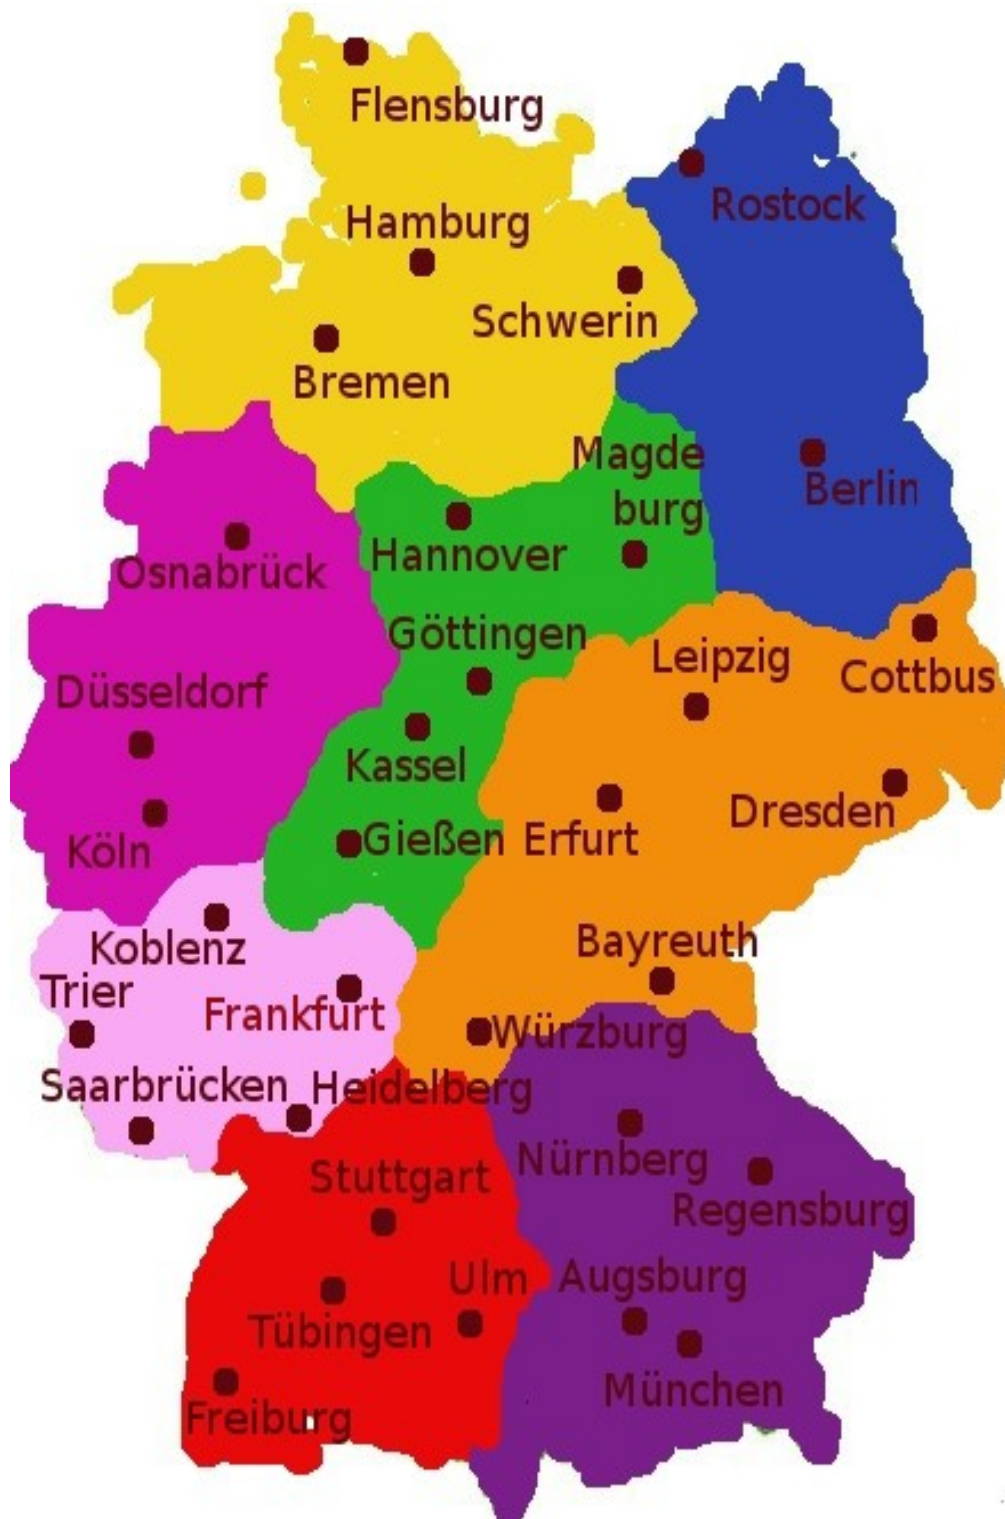 Flensburg
Rostock
Hamburg
Schwerin
Bremen
Magde
burg
Berlin
Hannover
Osnabrück
Göttingen
Leipzig
Cottbus
Düsseldorf
Kassel
Dresden
Gießen
Erfurt
Köln
Bayreuth
Koblenz
Trier
Frankfurt
Würzburg
Saarbrücken
Heidelberg
Nürnberg
Stuttgart
Regensburg
Ulm
Augsburg
Tübingen
München
Freiburg